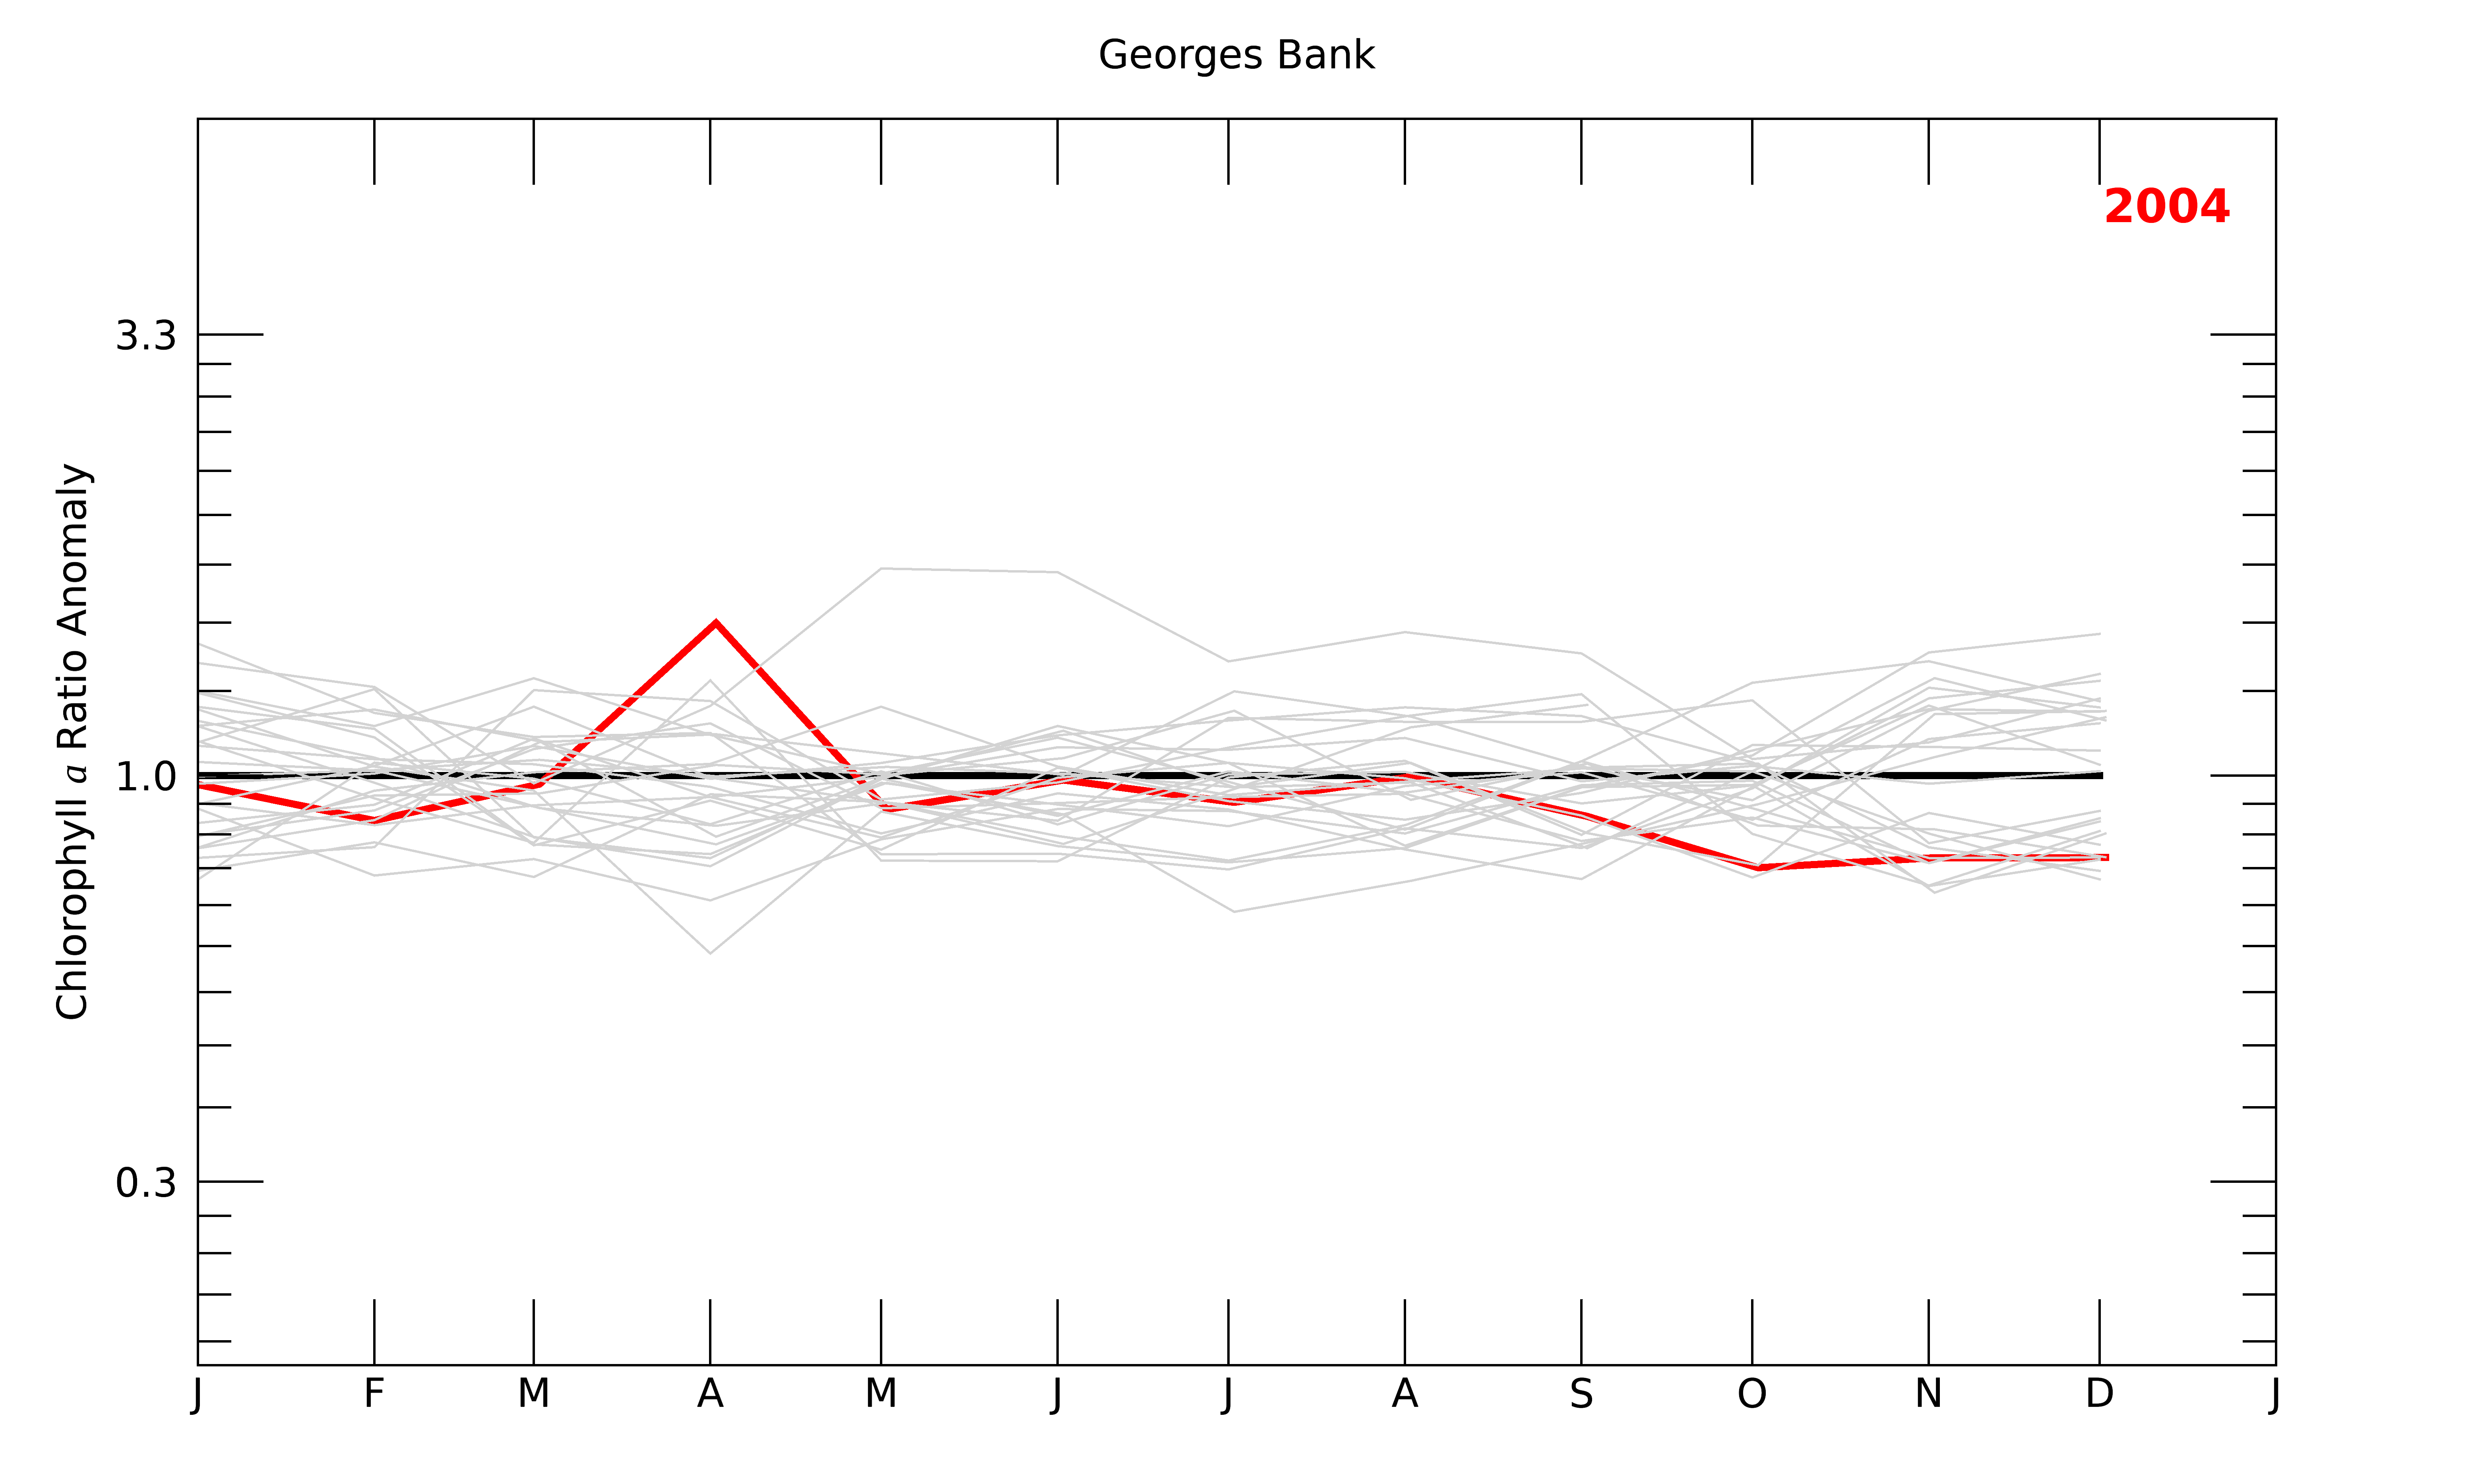 Georges Bank
2004
3.3
1.0
0.3
Chlorophyll a Ratio Anomaly
J F M A M J J A S O N D J